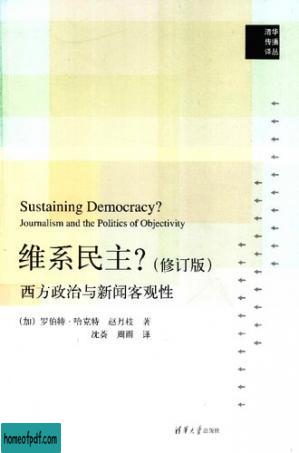 清华
传播
译丛
Sustaining Democracy?
Journalism and the Politics of Objectivity
维系民主?(修订版)
西方政治与新闻客观性
(加) 罗伯特·哈克特 赵月枝 著
沈荟 周雨 译
清华大学出版社
homeofpdf.com